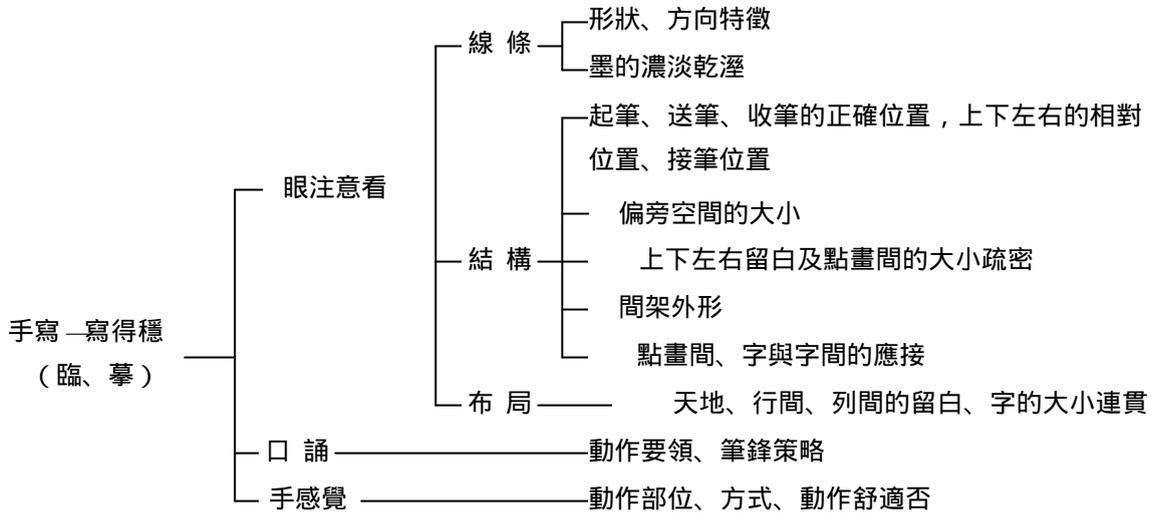 形狀、方向特徵
線條
墨的濃淡乾溼
起筆、送筆、收筆的正確位置，上下左右的相對
位置、接筆位置
眼注意看
偏旁空間的大小
結構
上下左右留白及點畫間的大小疏密
間架外形
手寫—寫得穩
（臨、摹）
點畫間、字與字間的應接
布局
天地、行間、列間的留白、字的大小連貫
口誦
動作要領、筆鋒策略
手感覺
動作部位、方式、動作舒適否